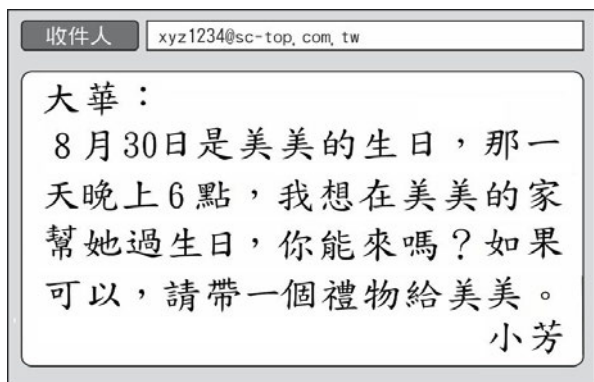 收件人 xyz1234@sc-top.com.tw
大華：
8月30日是美美的生日，那一
天晚上6點，我想在美美的家
幫她過生日，你能來嗎？如果
可以，請帶一個禮物給美美。
小芳